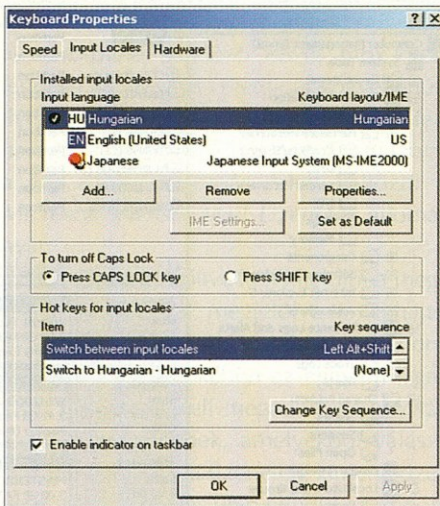 Keyboard Properties
Speed Input Locales Hardware
Installed input locales
Input language Keyboard layout/IME
HU Hungarian Hungarian
EN English (United States) US
Japanese Japanese Input System (MS-IME2000)
Add... Remove Properties...
IME Settings... Set as Default
To turn off Caps Lock
Press CAPS LOCK key Press SHIFT key
Hot keys for input locales
Item Key sequence
Switch between input locales Left Alt+Shift
Switch to Hungarian - Hungarian (None)
Change Key Sequence...
Enable indicator on taskbar
OK Cancel Apply